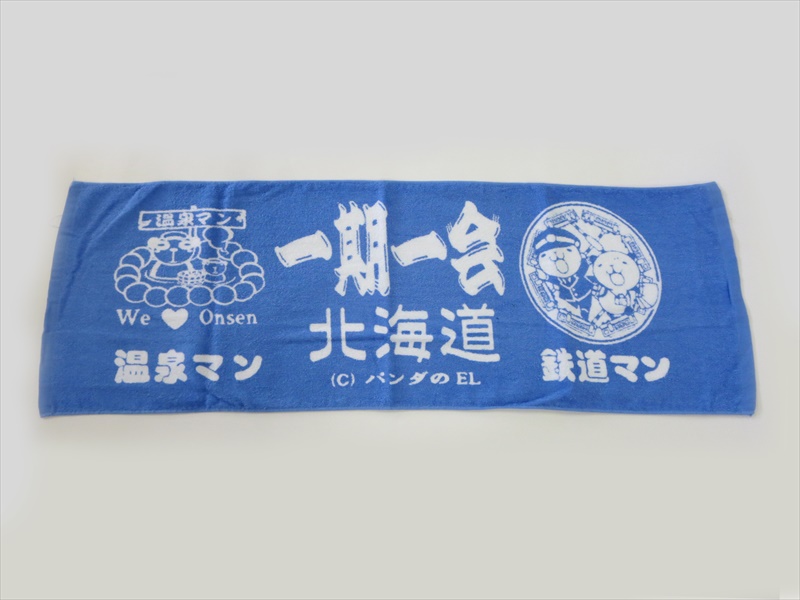 温泉マン
We ♥ Onsen
温泉マン
一期一会
北海道
(C) パンダのEL
鉄道マン